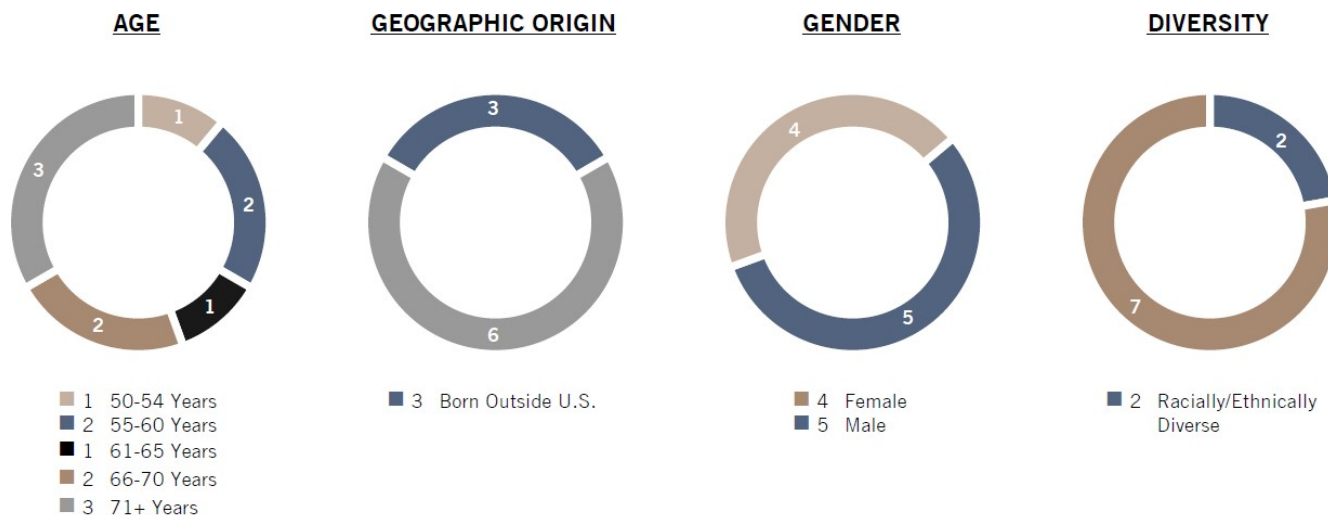 AGE
1
2
1
2
3
1 50-54 Years
2 55-60 Years
1 61-65 Years
2 66-70 Years
3 71+ Years
GEOGRAPHIC ORIGIN
3
6
3 Born Outside U.S.
GENDER
4
5
4 Female
5 Male
DIVERSITY
2
7
2 Racially/Ethnically
Diverse